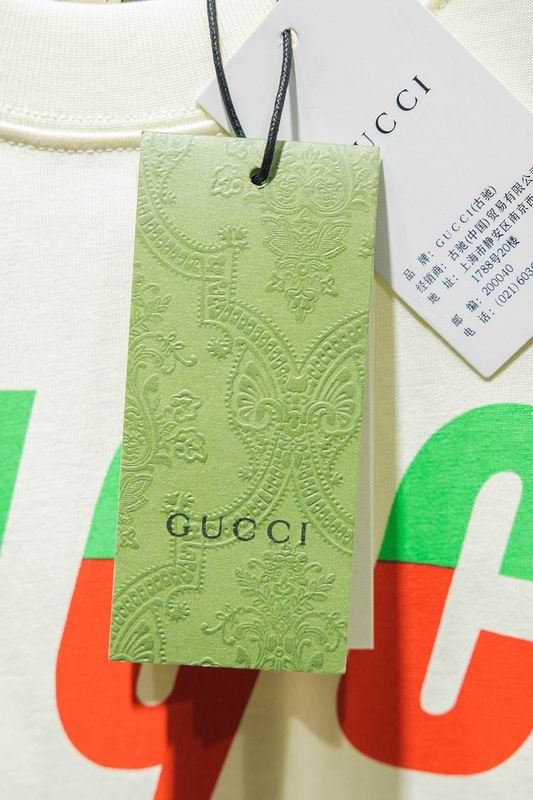 GUCCI
UCCI
品 牌：GUCCI(古驰)
经销商：古驰(中国)贸易有限公
地 址：上海市静安区南京西
1788号20楼
邮 编：200040
电 话：(021)6036